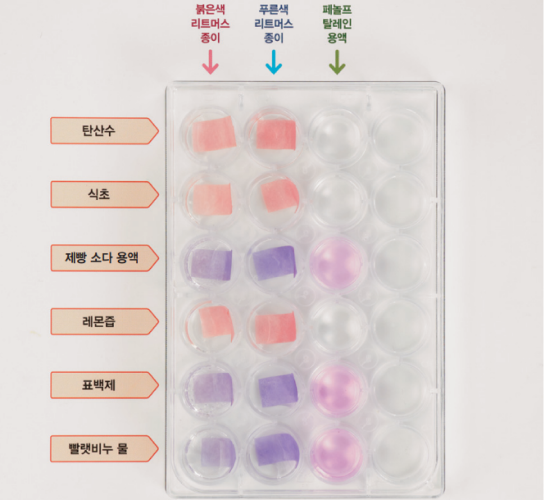 붉은색
리트머스
종이
푸른색
리트머스
종이
페놀프
탈레인
용액
탄산수
식초
제빵 소다 용액
레몬즙
표백제
빨랫비누 물